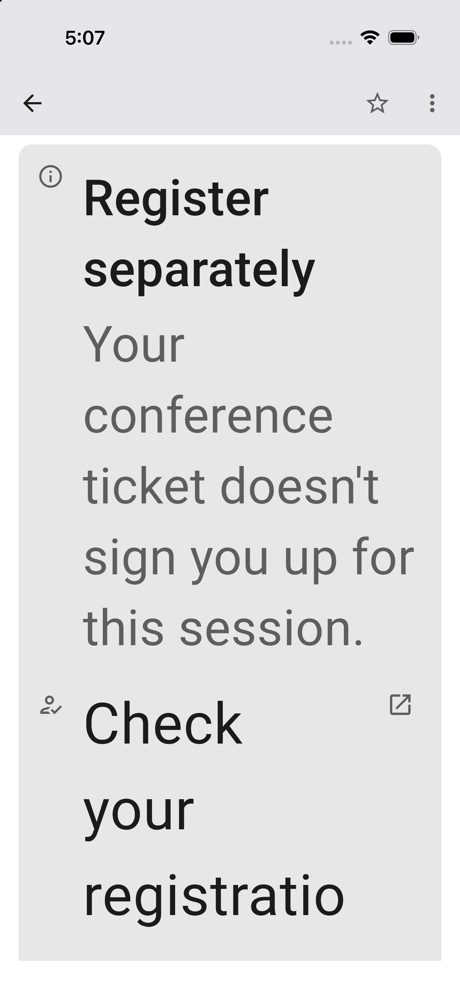 5:07
Register
separately
Your
conference
ticket doesn't
sign you up for
this session.
Check
your
registratio